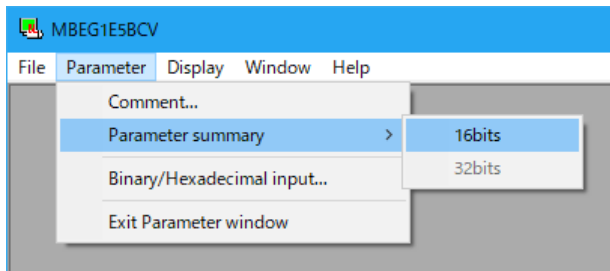 MBEG1E5BCV
File Parameter Display Window Help
Comment...
Parameter summary > 16bits
32bits
Binary/Hexadecimal input...
Exit Parameter window